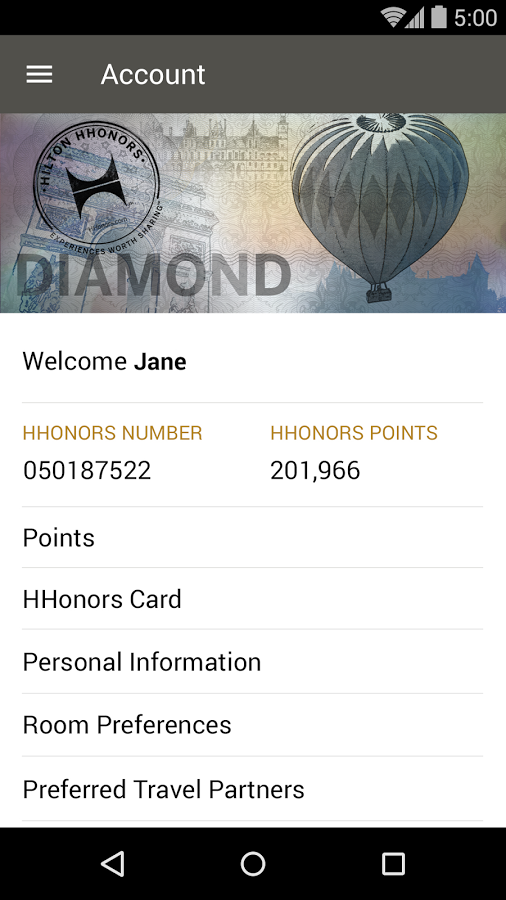 5:00
Account
HILTON HHONORS
EXPERIENCES WORTH SHARING™
DIAMOND
Welcome Jane
HHONORS NUMBER
HHONORS POINTS
050187522
201,966
Points
HHonors Card
Personal Information
Room Preferences
Preferred Travel Partners